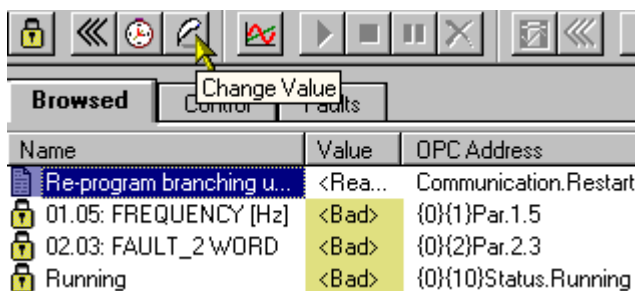 Change Value
Browsed Control Faults
Name Value OPC Address
Re-program branching u... <Rea... Communication.Restart
01.05: FREQUENCY [Hz] <Bad> {0}{1}Par.1.5
02.03: FAULT_2 WORD <Bad> {0}{2}Par.2.3
Running <Bad> {0}{10}Status.Running